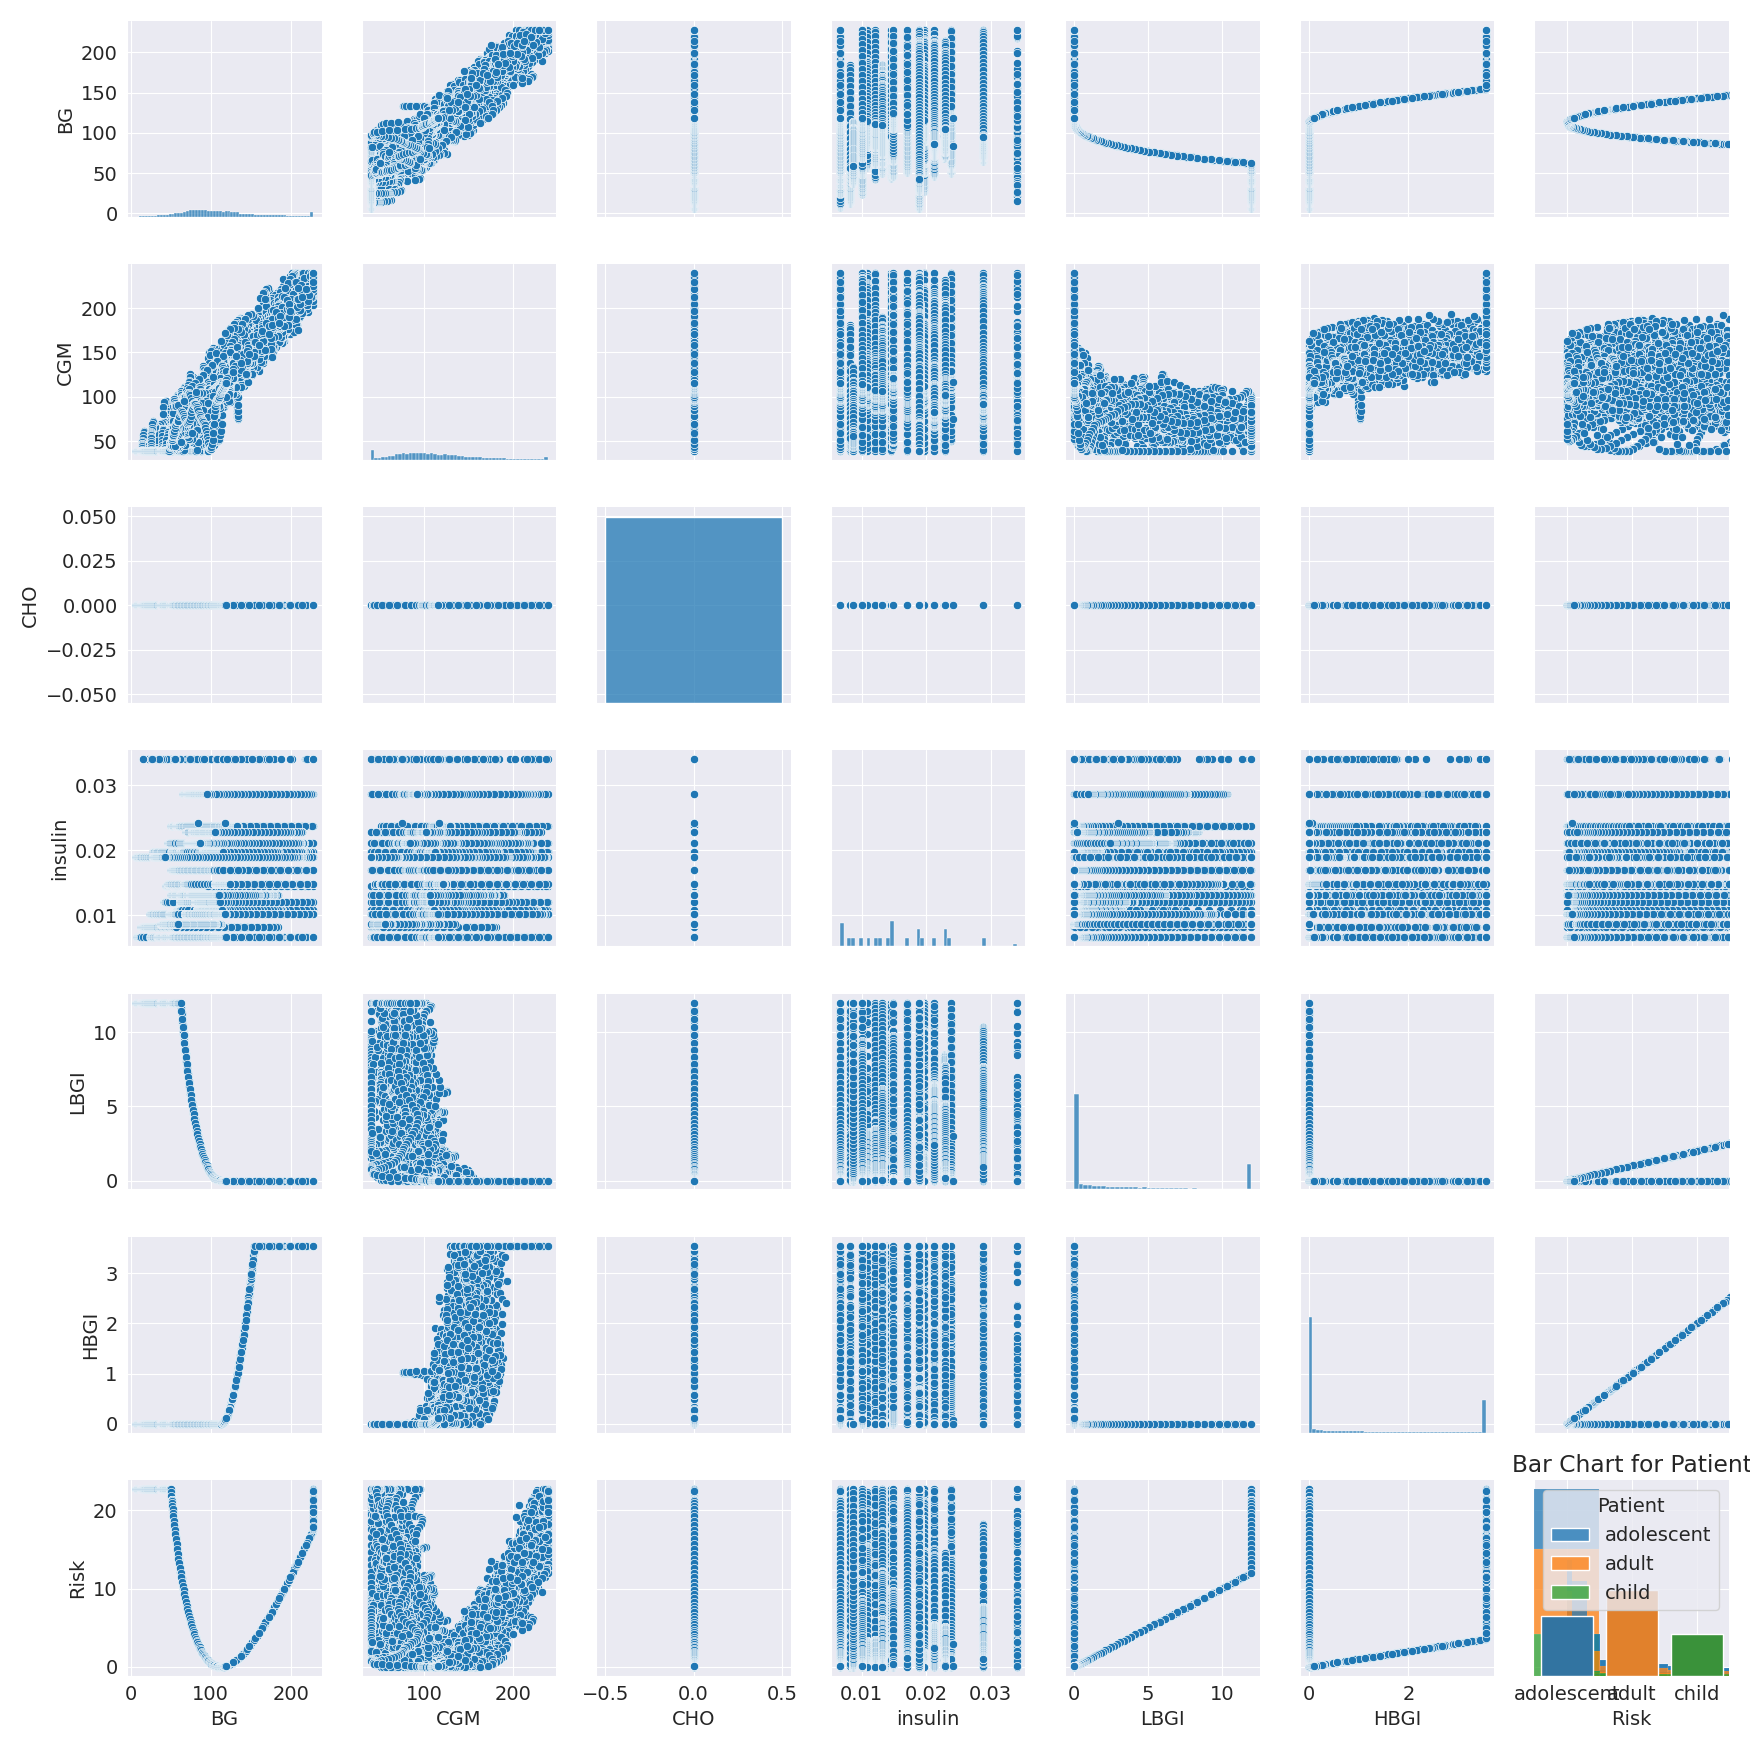 200
150
100
50
0
BG
200
150
100
50
CGM
0.050
0.025
0.000
−0.025
−0.050
CHO
0.03
0.02
0.01
insulin
10
5
0
LBGI
3
2
1
0
HBGI
Bar Chart for Patient
Patient
adolescent
adult
child
20
10
0
Risk
0 100 200
100 200
−0.5 0.0 0.5
0.01 0.02 0.03
0 5 10
0 2
adolescent adult child
BG CGM CHO insulin LBGI HBGI Risk